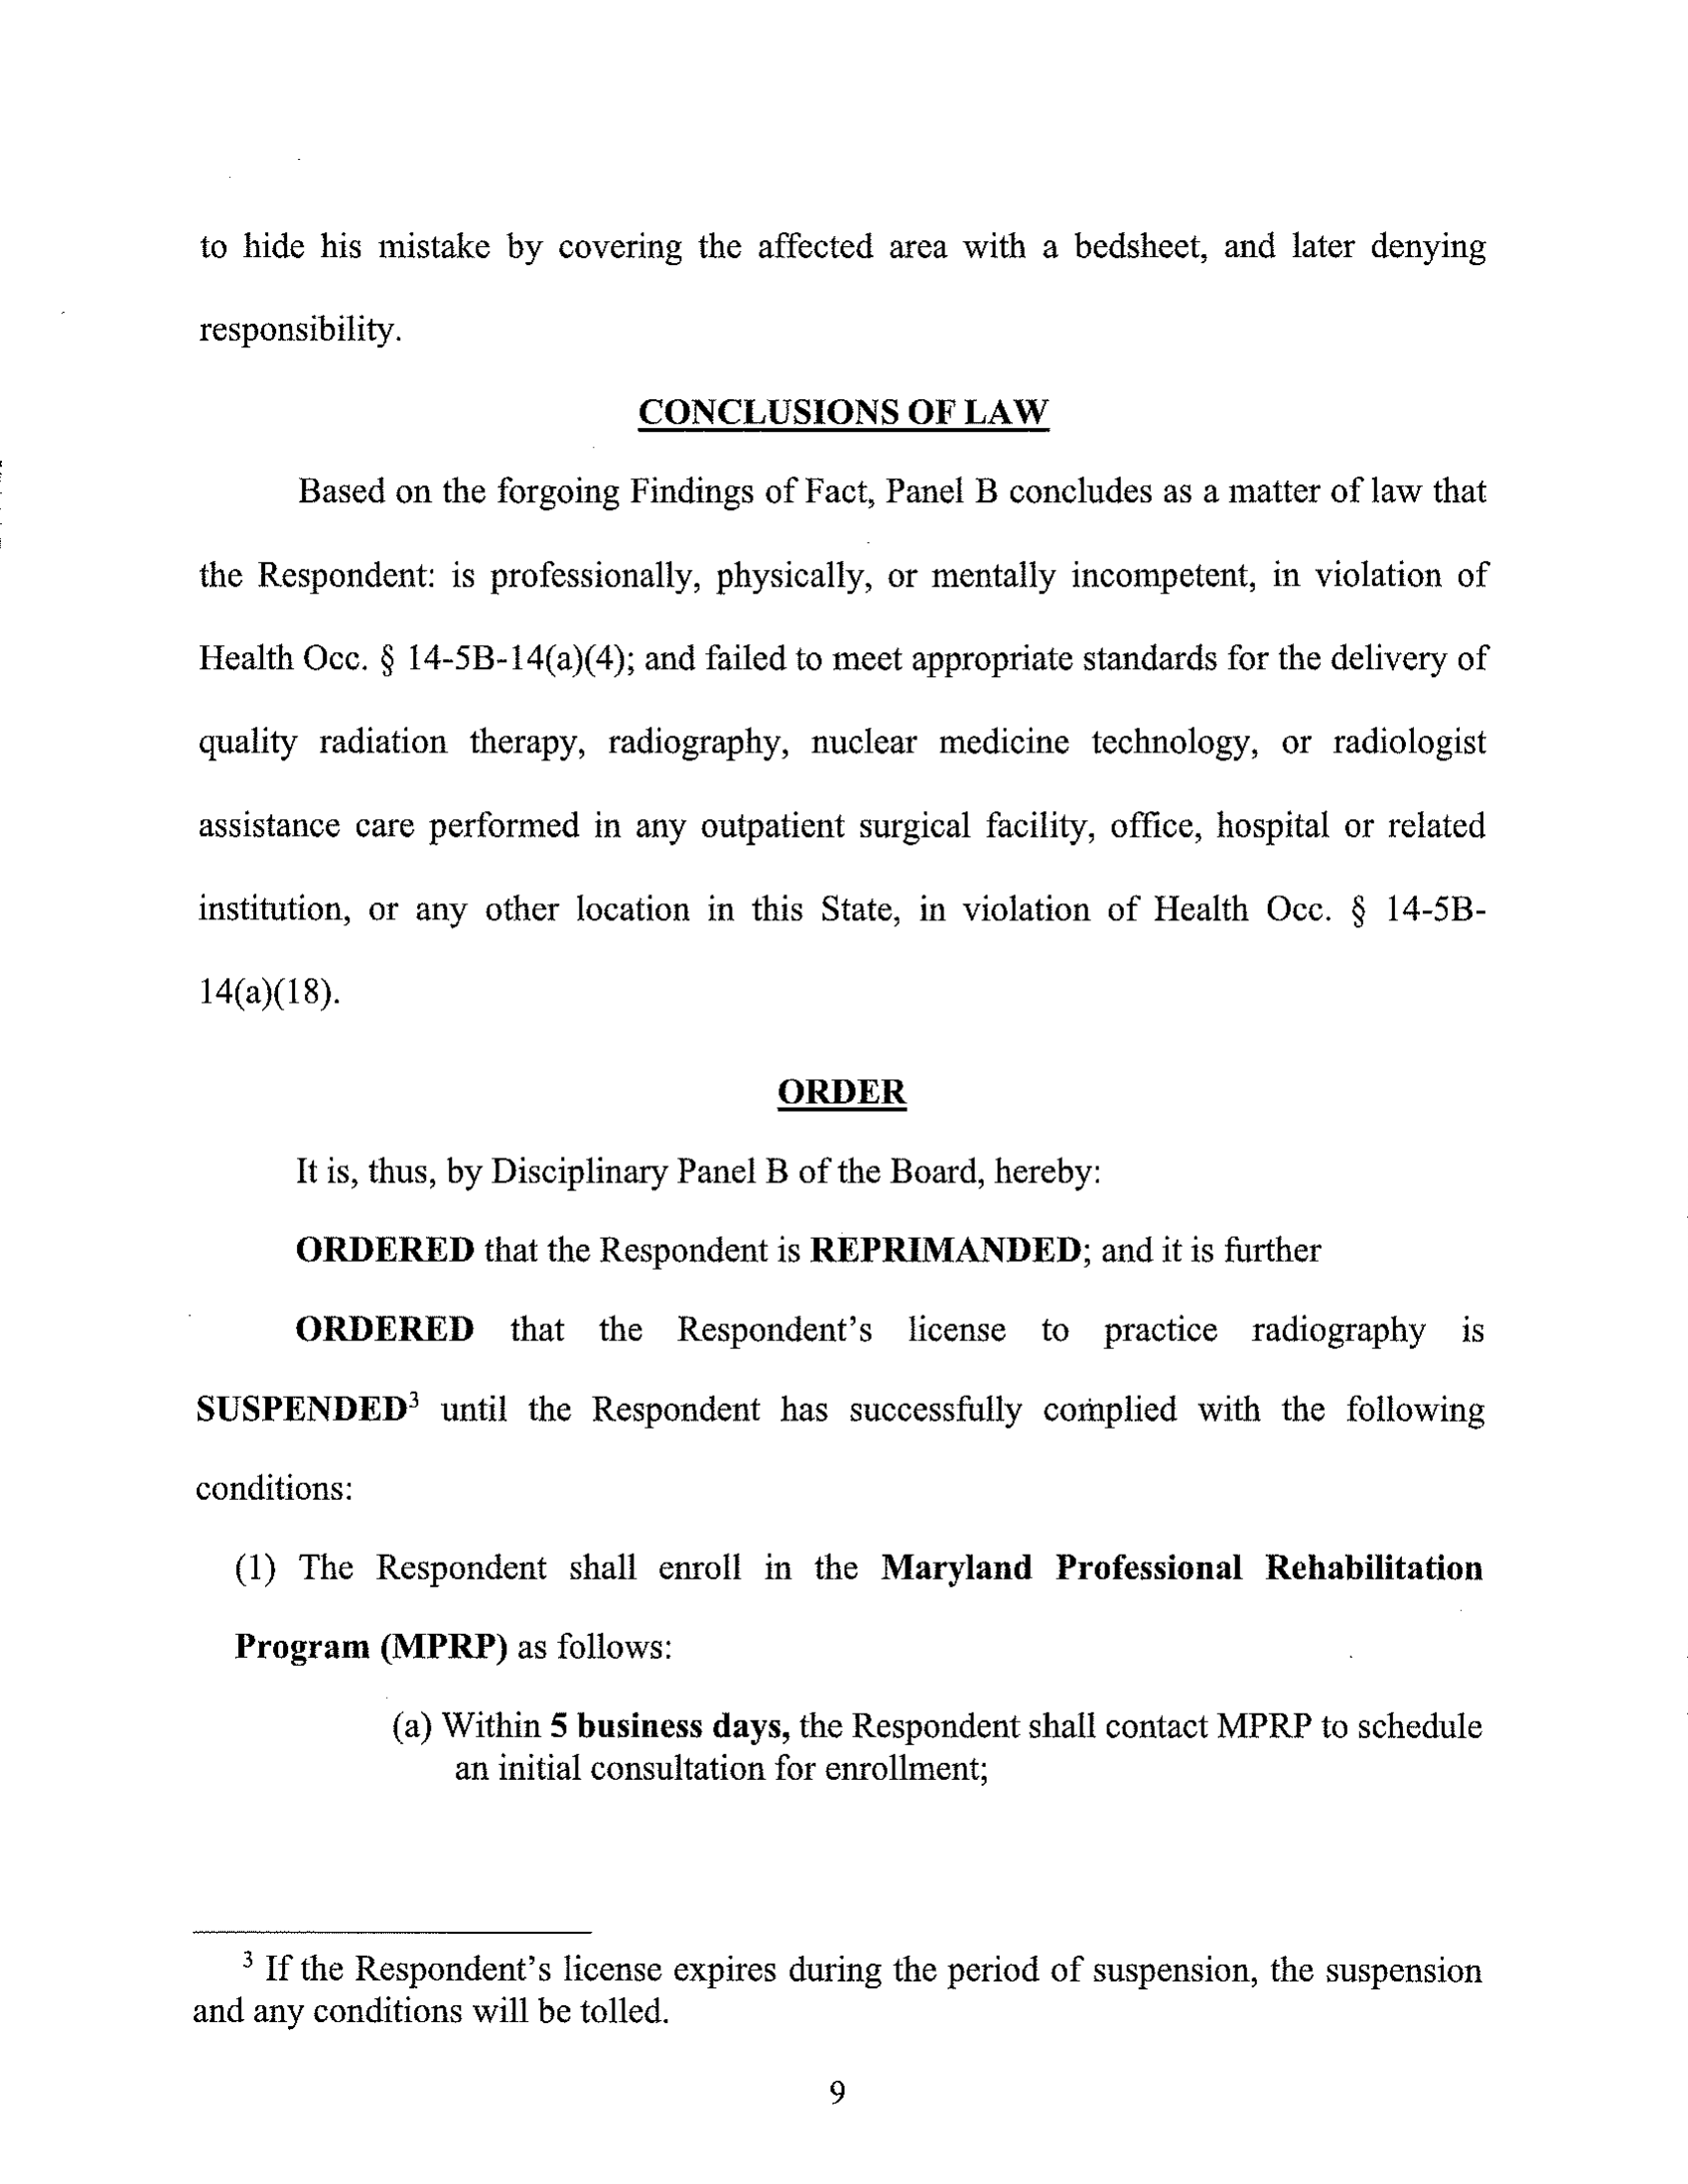 to hide his mistake by covering the affected area with a bedsheet, and later denying
responsibility.
CONCLUSIONS OF LAW
Based on the forgoing Findings of Fact, Panel B concludes as a matter of law that
the Respondent: is professionally, physically, or mentally incompetent, in violation of
Health Occ. § 14-5B-14(a)(4); and failed to meet appropriate standards for the delivery of
quality radiation therapy, radiography, nuclear medicine technology, or radiologist
assistance care performed in any outpatient surgical facility, office, hospital or related
institution, or any other location in this State, in violation of Health Occ. § 14-5B-
14(a)(18).
ORDER
It is, thus, by Disciplinary Panel B of the Board, hereby:
ORDERED that the Respondent is REPRIMANDED; and it is further
ORDERED that the Respondent's license to practice radiography is
SUSPENDED³ until the Respondent has successfully complied with the following
conditions:
(1) The Respondent shall enroll in the Maryland Professional Rehabilitation
Program (MPRP) as follows:
(a) Within 5 business days, the Respondent shall contact MPRP to schedule
an initial consultation for enrollment;
³ If the Respondent's license expires during the period of suspension, the suspension
and any conditions will be tolled.
9